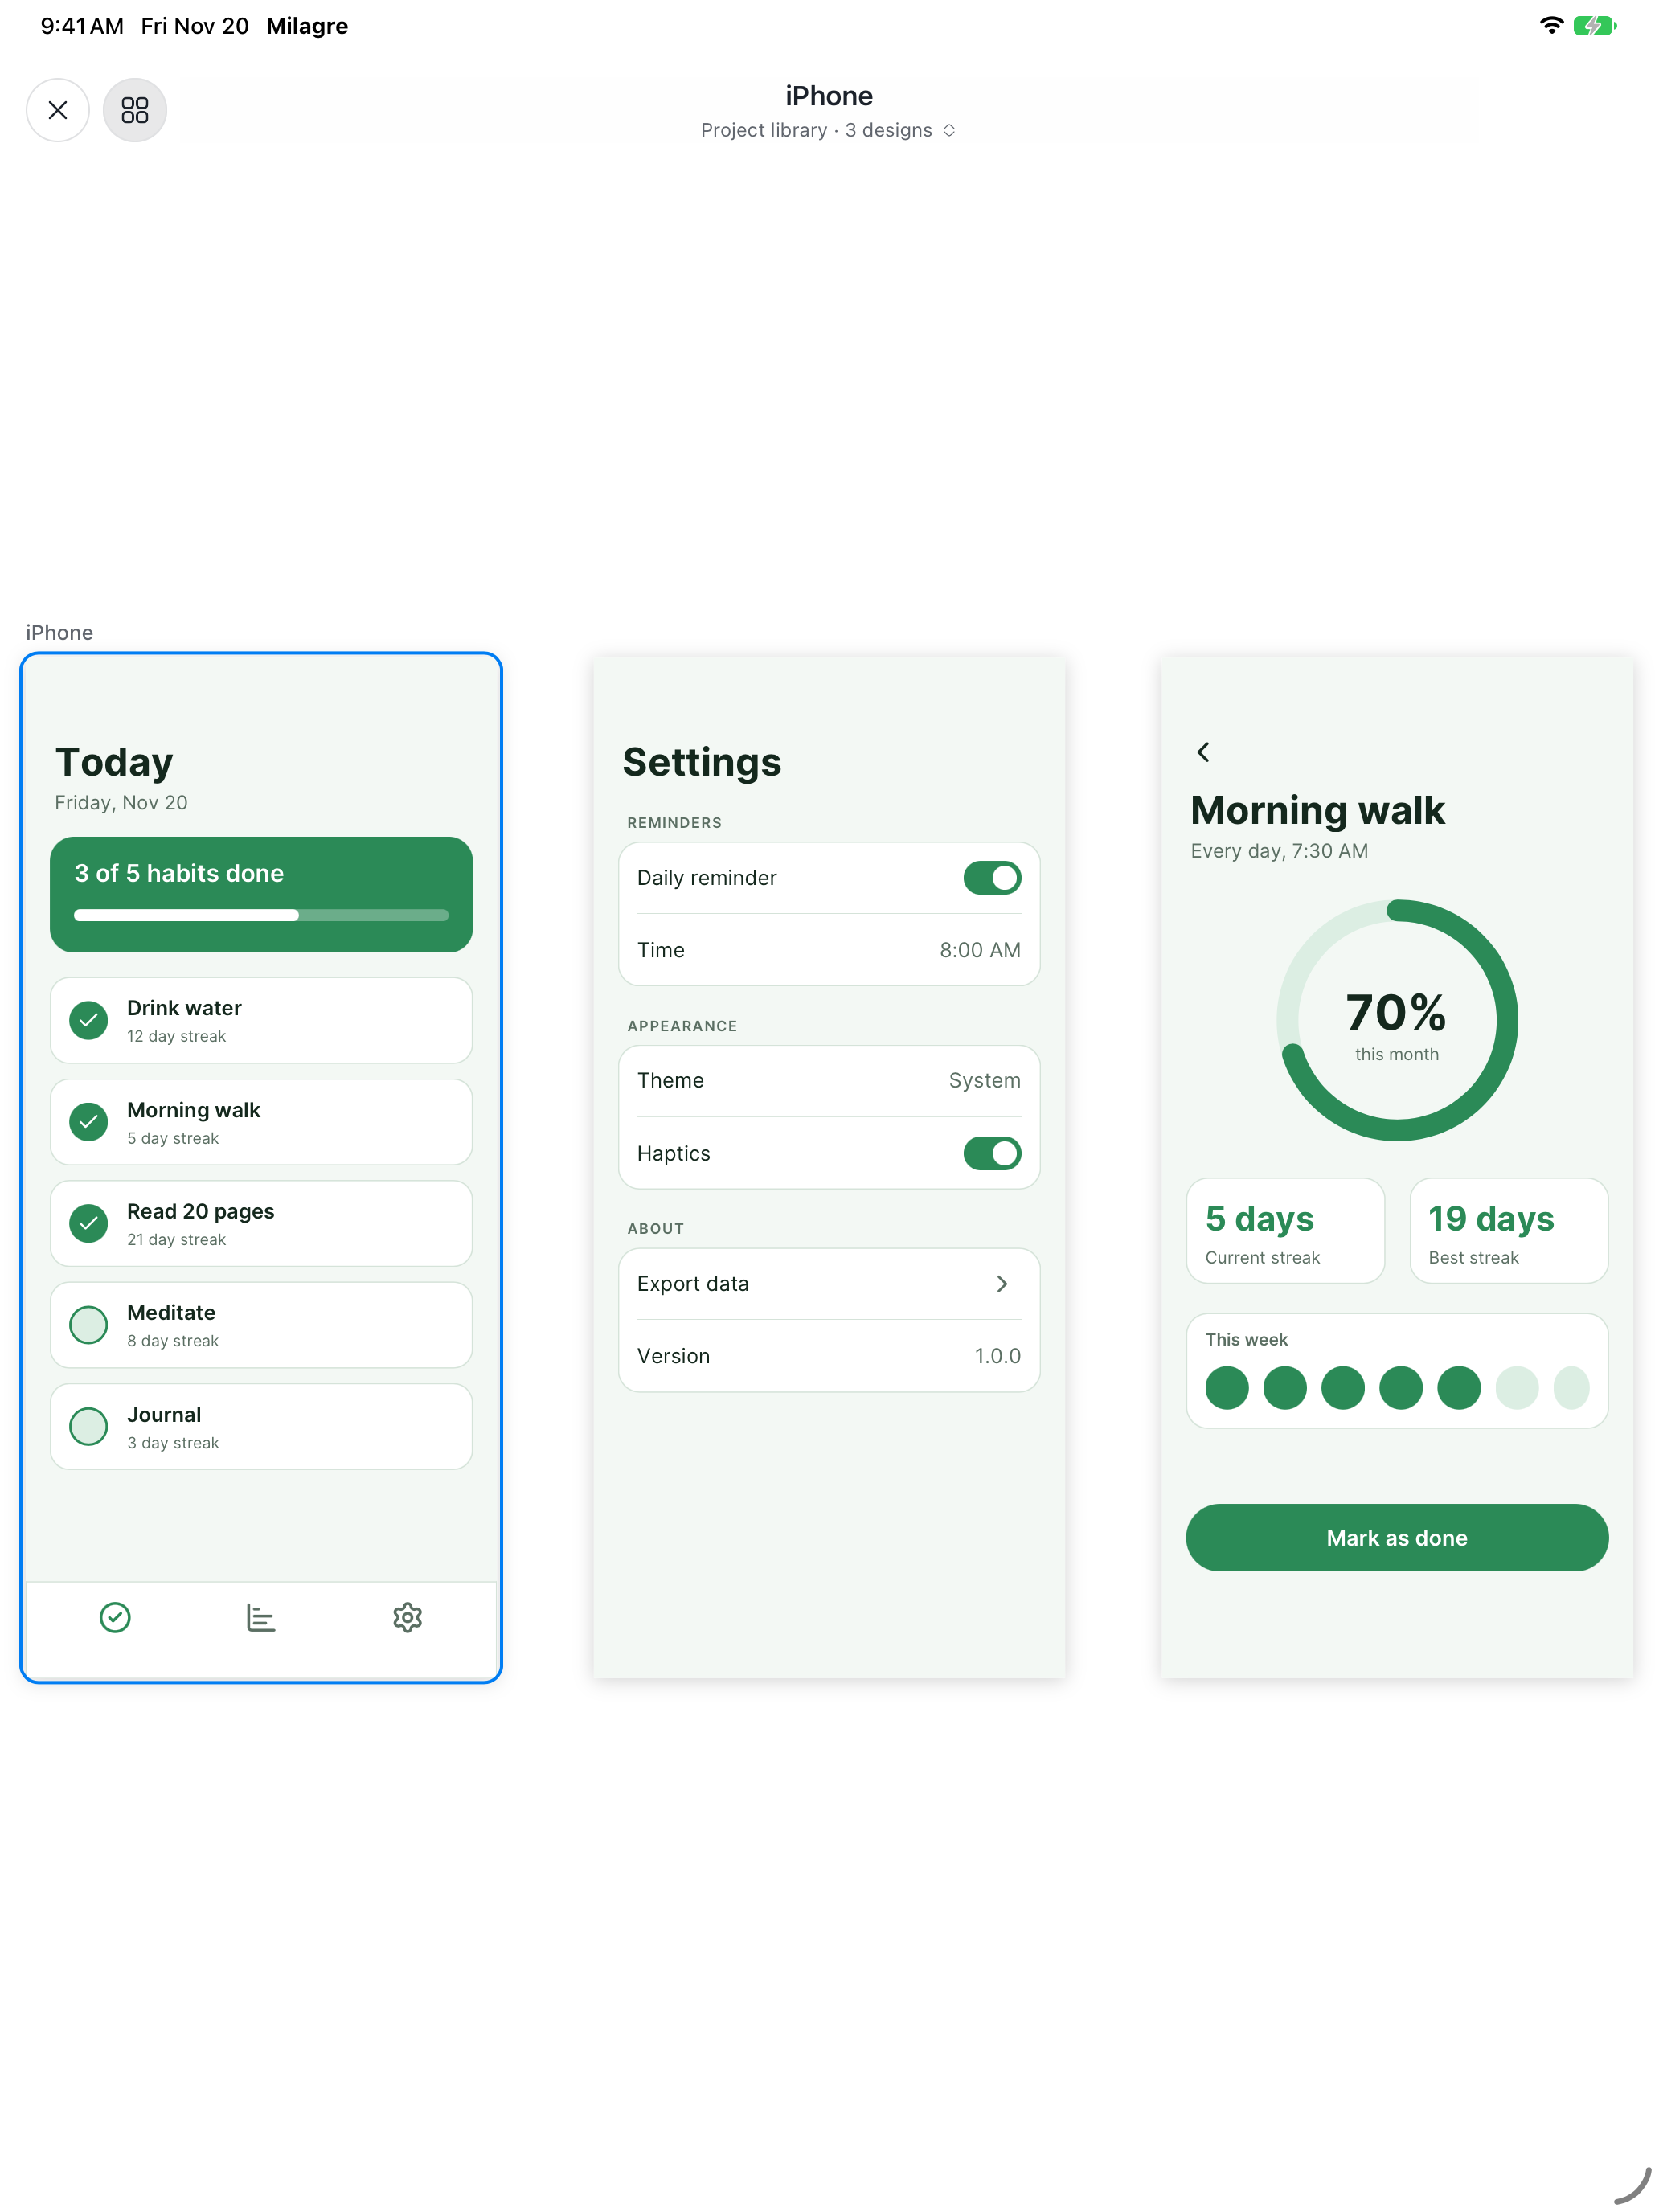 9:41 AM Fri Nov 20 Milagre
iPhone
Project library · 3 designs
iPhone
Today
Friday, Nov 20
3 of 5 habits done
Drink water
12 day streak
Morning walk
5 day streak
Read 20 pages
21 day streak
Meditate
8 day streak
Journal
3 day streak
Settings
REMINDERS
Daily reminder
Time 8:00 AM
APPEARANCE
Theme System
Haptics
ABOUT
Export data
Version 1.0.0
Morning walk
Every day, 7:30 AM
70%
this month
5 days
Current streak
19 days
Best streak
This week
Mark as done